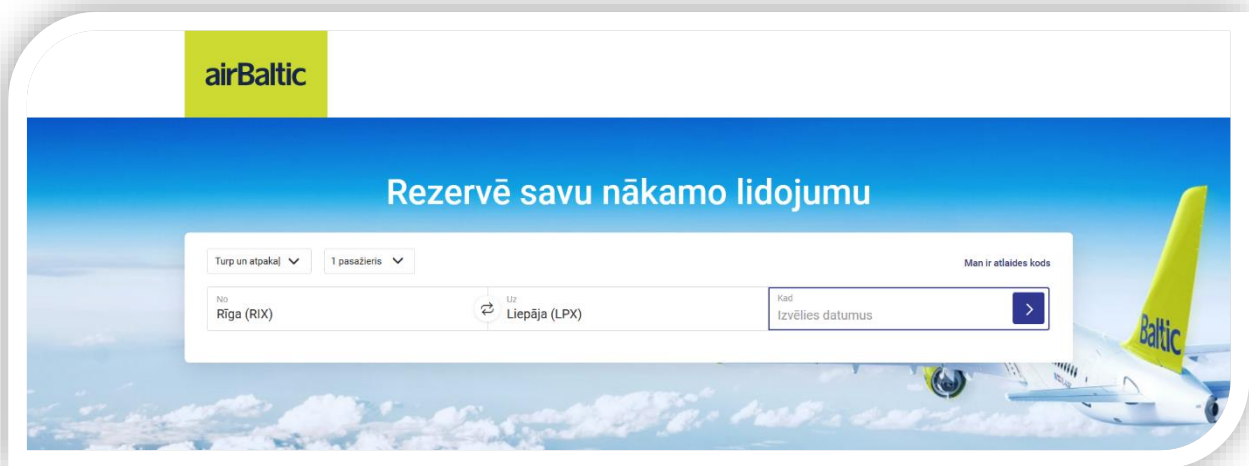 airBaltic
Rezervē savu nākamo lidojumu
Turp un atpakaļ
1 pasažieris
Man ir atlaides kods
No
Rīga (RIX)
Uz
Liepāja (LPX)
Kad
Izvēlies datumus
Baltic